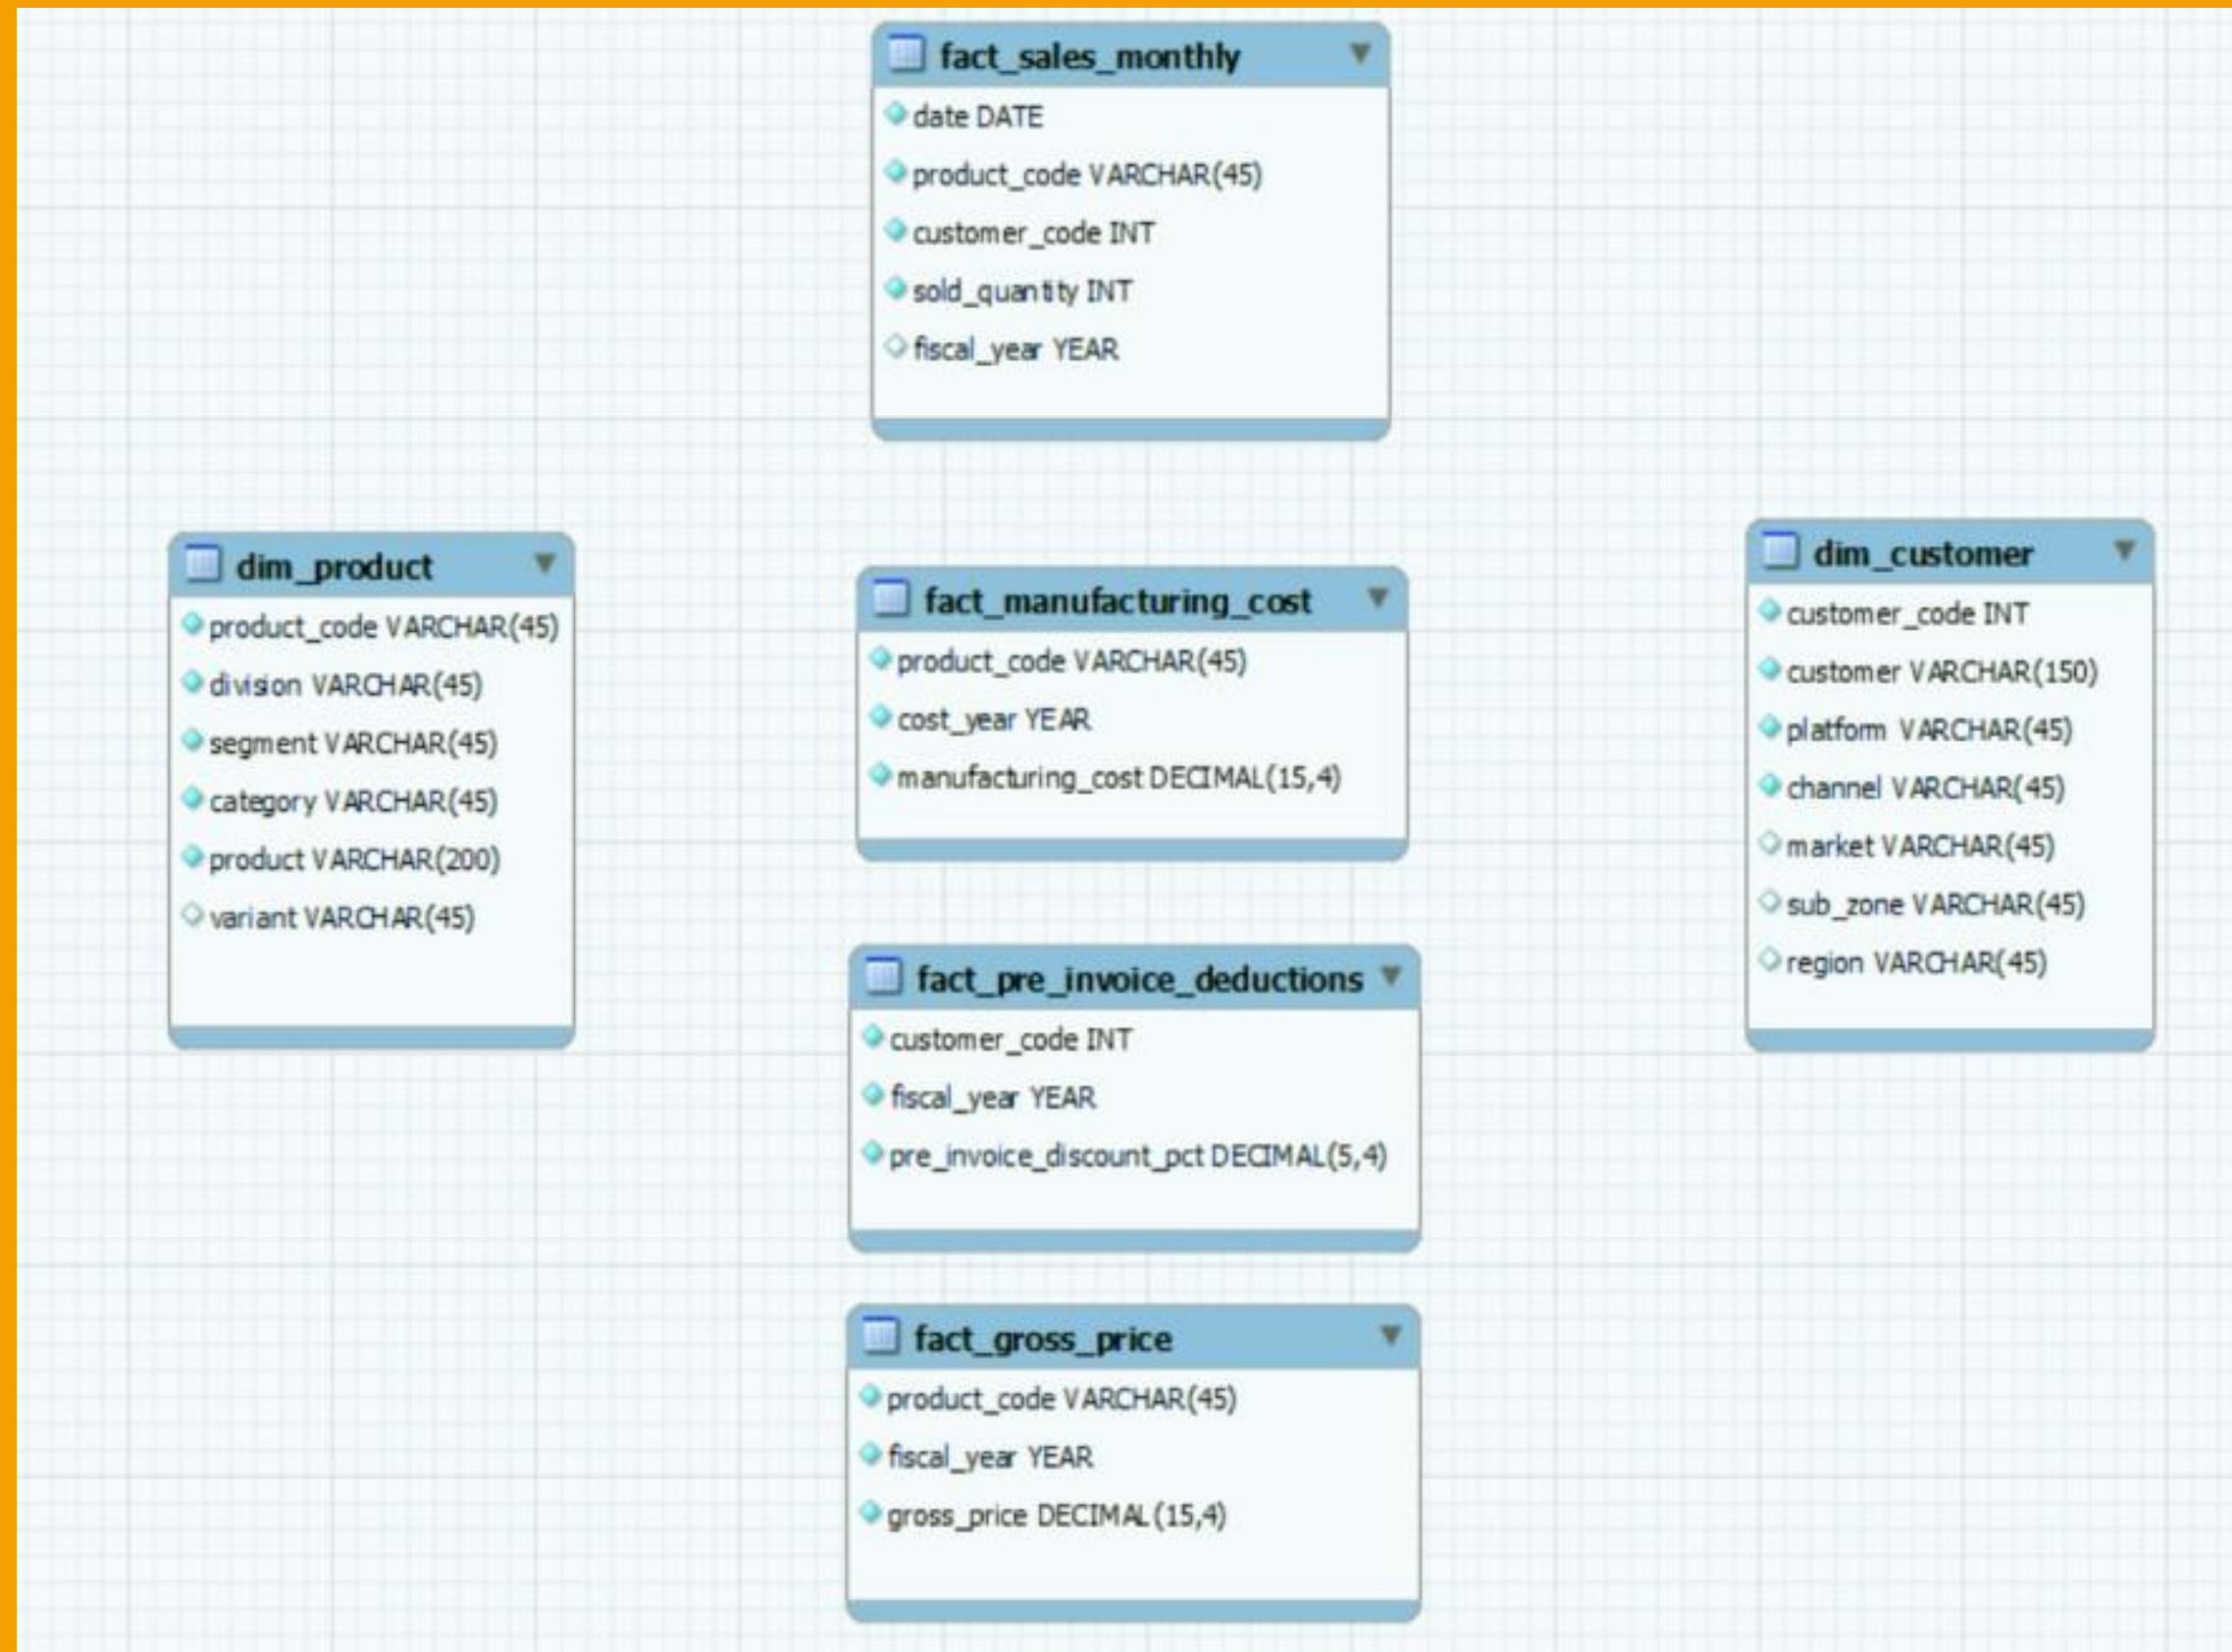 fact_sales_monthly
date DATE
product_code VARCHAR(45)
customer_code INT
sold_quantity INT
fiscal_year YEAR
dim_product
product_code VARCHAR(45)
division VARCHAR(45)
segment VARCHAR(45)
category VARCHAR(45)
product VARCHAR(200)
variant VARCHAR(45)
fact_manufacturing_cost
product_code VARCHAR(45)
cost_year YEAR
manufacturing_cost DECIMAL(15,4)
dim_customer
customer_code INT
customer VARCHAR(150)
platform VARCHAR(45)
channel VARCHAR(45)
market VARCHAR(45)
sub_zone VARCHAR(45)
region VARCHAR(45)
fact_pre_invoice_deductions
customer_code INT
fiscal_year YEAR
pre_invoice_discount_pct DECIMAL(5,4)
fact_gross_price
product_code VARCHAR(45)
fiscal_year YEAR
gross_price DECIMAL(15,4)